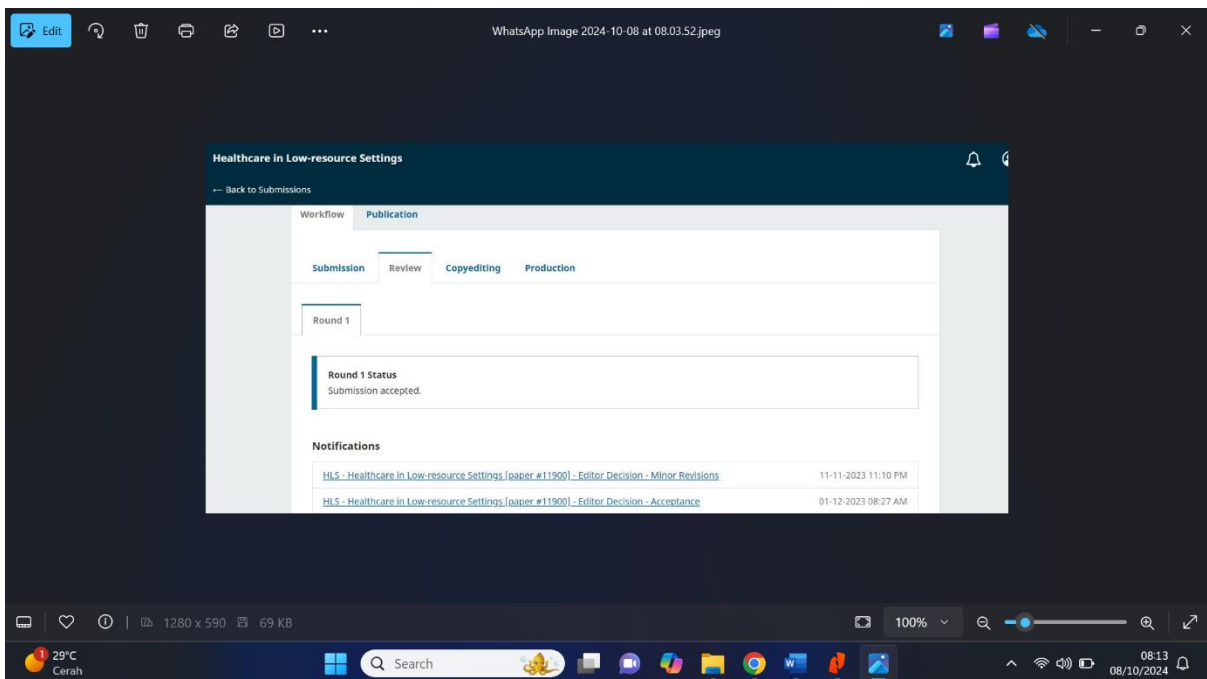 Edit
WhatsApp Image 2024-10-08 at 08.03.52.jpeg
Healthcare in Low-resource Settings
← Back to Submissions
Workflow Publication
Submission Review Copyediting Production
Round 1
Round 1 Status
Submission accepted.
Notifications
HLS - Healthcare in Low-resource Settings [paper #11900] - Editor Decision - Minor Revisions 11-11-2023 11:10 PM
HLS - Healthcare in Low-resource Settings [paper #11900] - Editor Decision - Acceptance 01-12-2023 08:27 AM
1280 x 590 69 KB 100%
1 29°C
Cerah
Search
08:13
08/10/2024